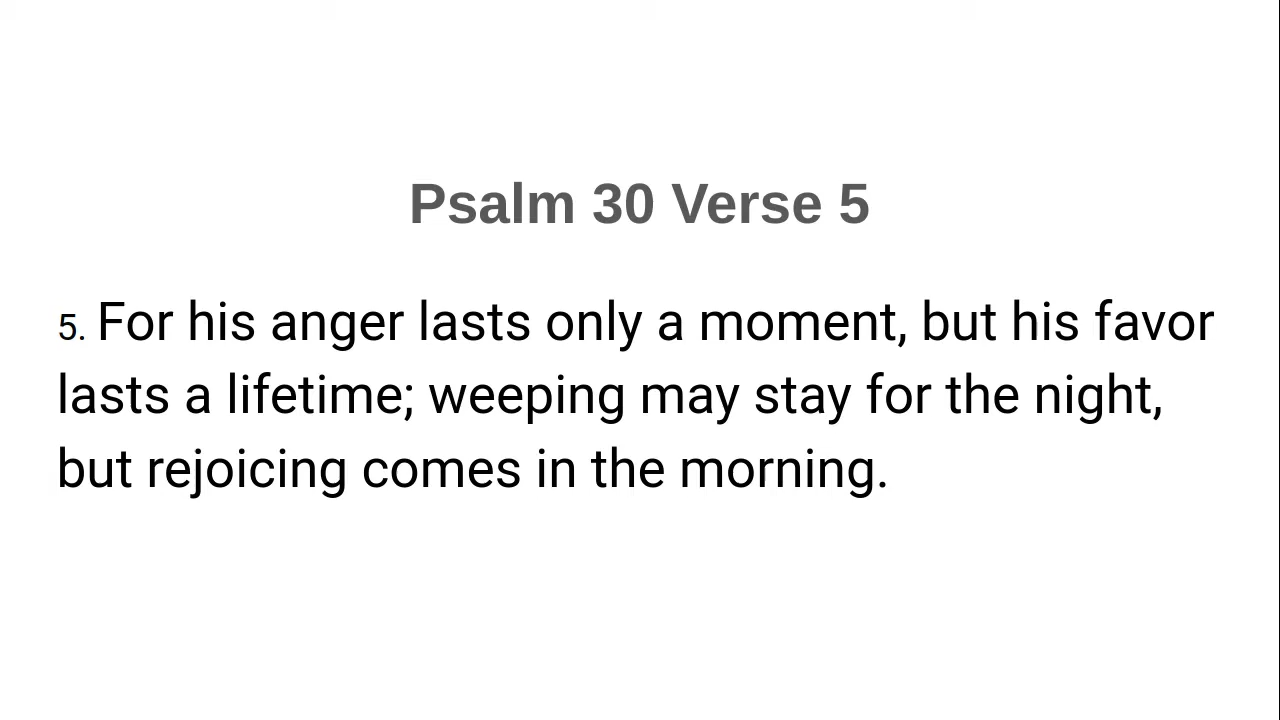 Psalm 30 Verse 5
5. For his anger lasts only a moment, but his favor
lasts a lifetime; weeping may stay for the night,
but rejoicing comes in the morning.